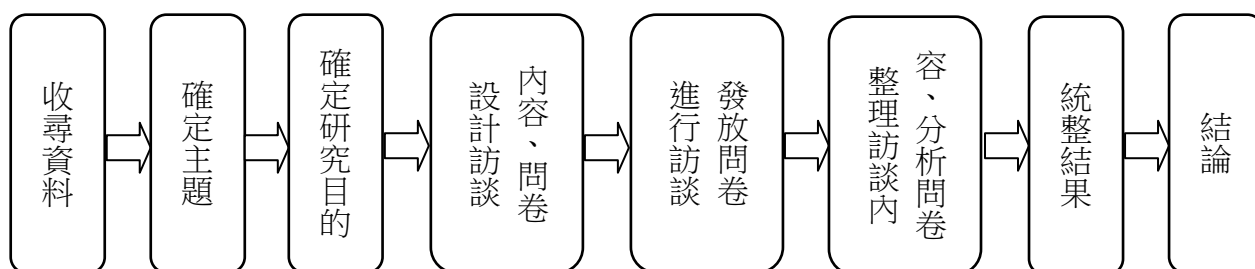 收尋資料
確定主題
確定研究目的
設計訪談
內容、問卷
進行訪談
發放問卷
整理訪談內
容、分析問卷
統整結果
結論